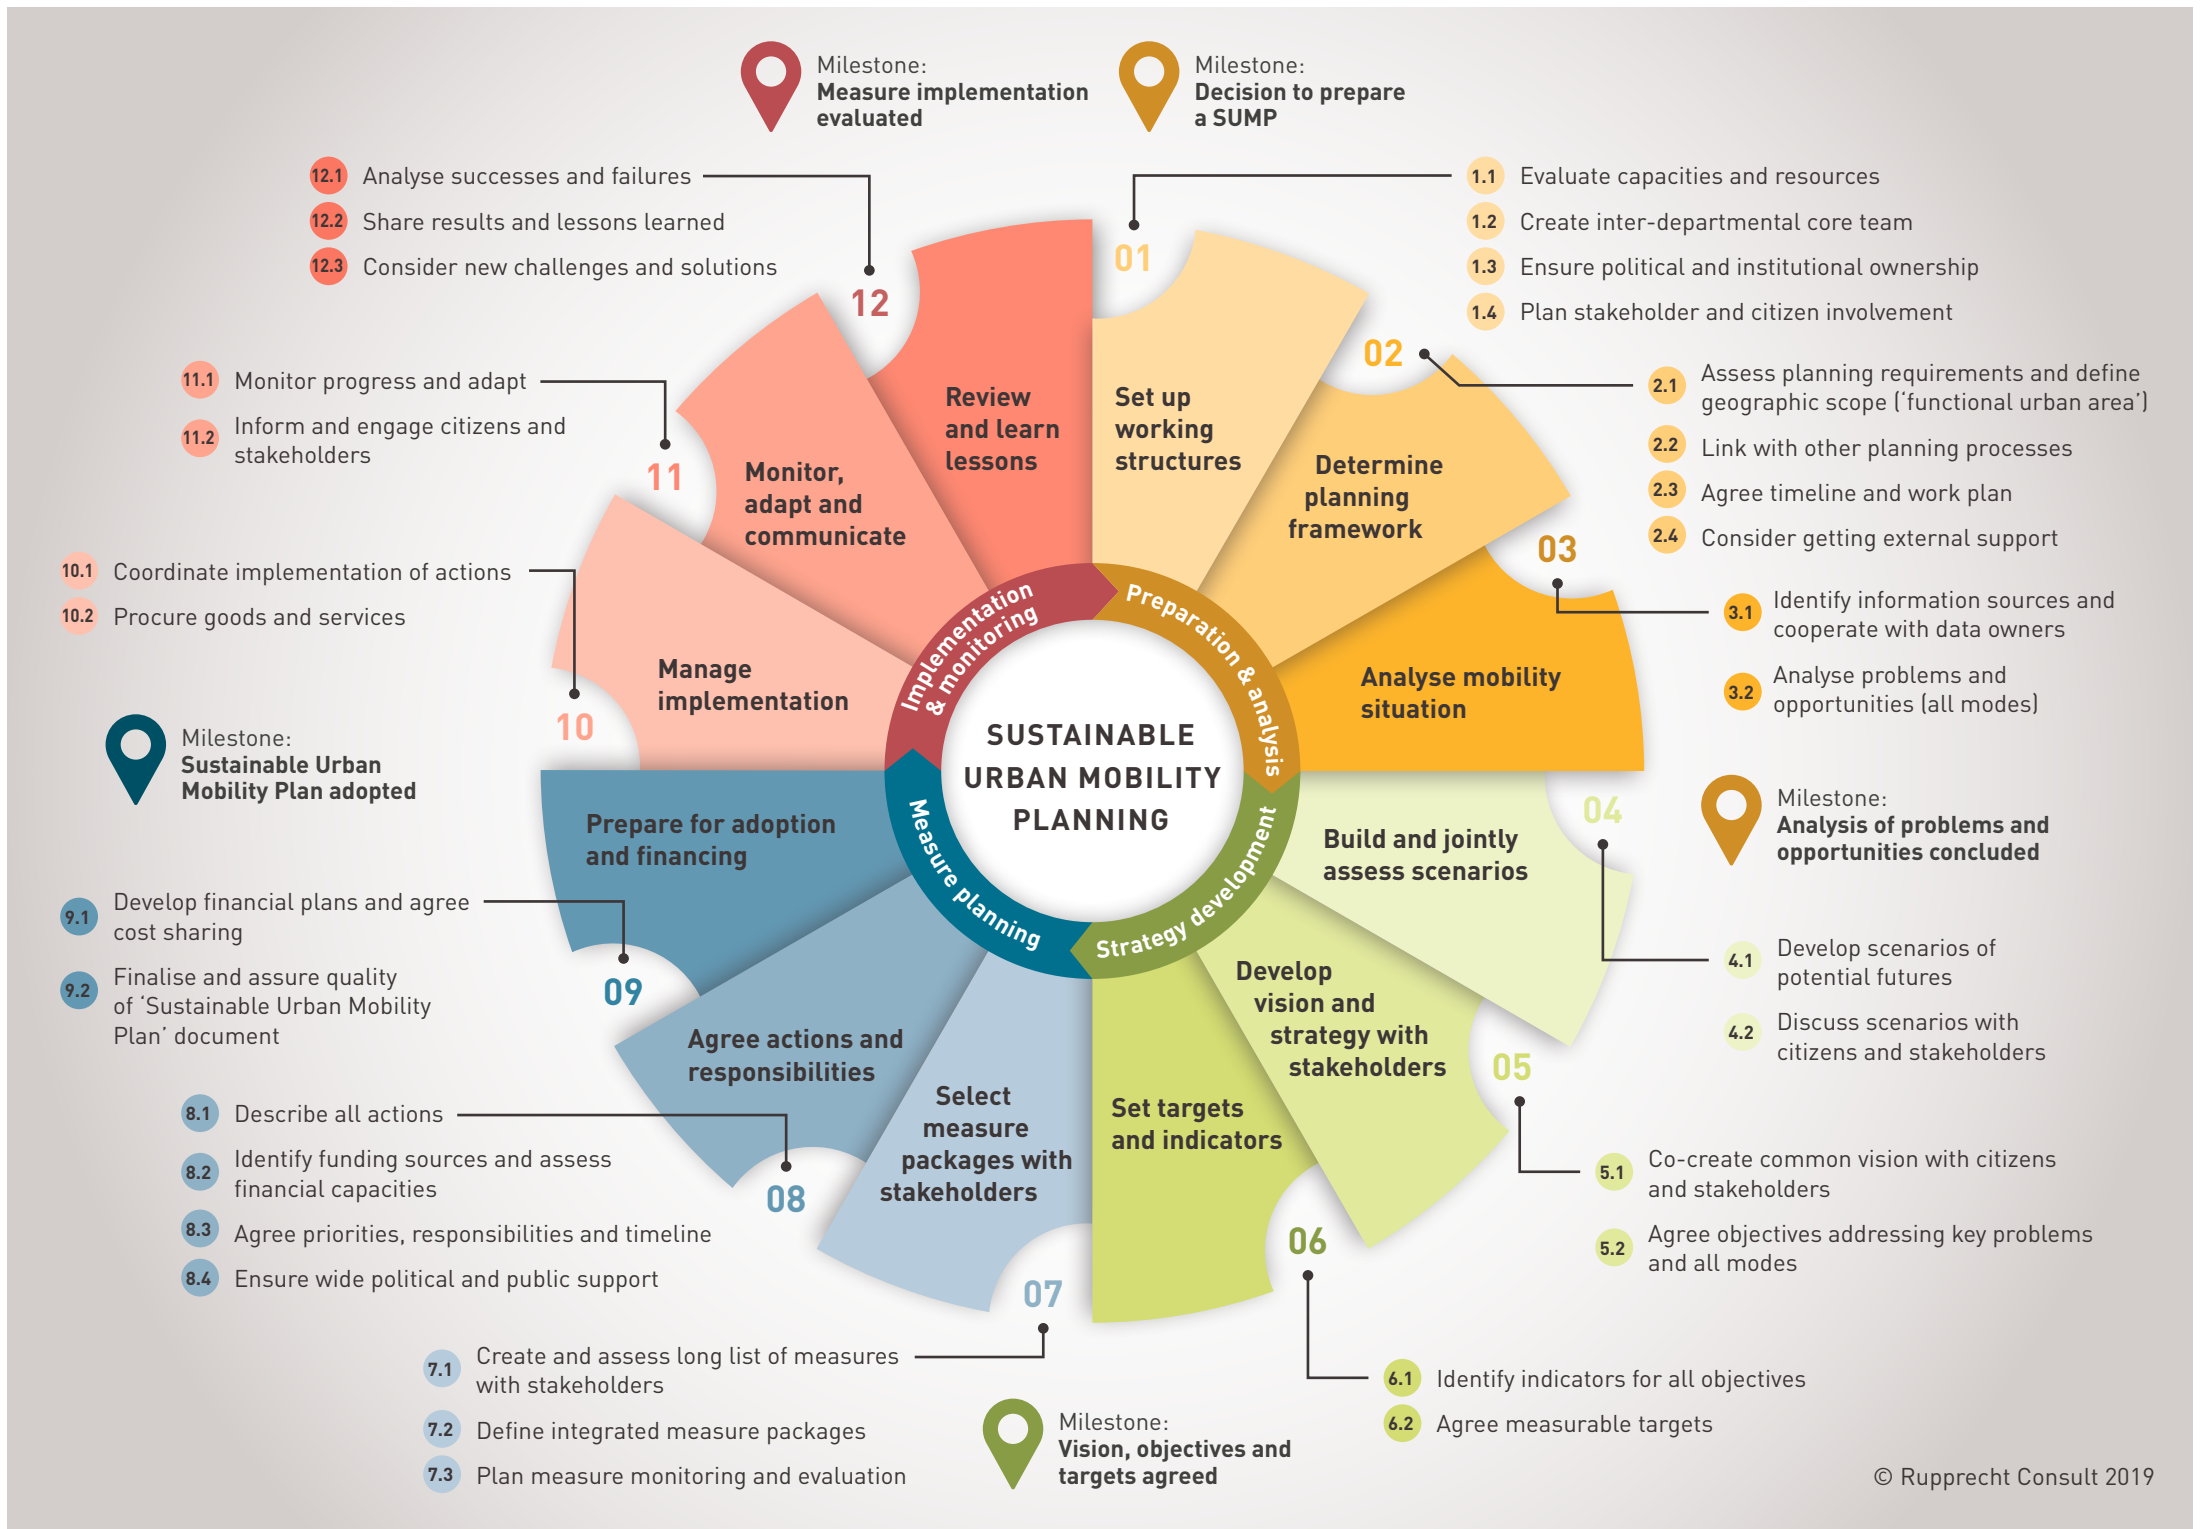 Milestone:
Measure implementation
evaluated
Milestone:
Decision to prepare
a SUMP
12.1 Analyse successes and failures
12.2 Share results and lessons learned
12.3 Consider new challenges and solutions
1.1 Evaluate capacities and resources
1.2 Create inter-departmental core team
1.3 Ensure political and institutional ownership
1.4 Plan stakeholder and citizen involvement
11.1 Monitor progress and adapt
11.2 Inform and engage citizens and
stakeholders
2.1 Assess planning requirements and define
geographic scope (‘functional urban area’)
2.2 Link with other planning processes
2.3 Agree timeline and work plan
2.4 Consider getting external support
10.1 Coordinate implementation of actions
10.2 Procure goods and services
3.1 Identify information sources and
cooperate with data owners
3.2 Analyse problems and
opportunities (all modes)
Milestone:
Sustainable Urban
Mobility Plan adopted
Milestone:
Analysis of problems and
opportunities concluded
01
Set up
working
structures
02
Determine
planning
framework
03
Analyse mobility
situation
04
Build and jointly
assess scenarios
05
Develop
vision and
strategy with
stakeholders
06
Set targets
and indicators
07
Select
measure
packages with
stakeholders
08
Agree actions and
responsibilities
09
Prepare for adoption
and financing
10
Manage
implementation
11
Monitor,
adapt and
communicate
12
Review
and learn
lessons
Preparation & analysis
Strategy development
Measure planning
Implementation
& monitoring
SUSTAINABLE
URBAN MOBILITY
PLANNING
9.1 Develop financial plans and agree
cost sharing
9.2 Finalise and assure quality
of ‘Sustainable Urban Mobility
Plan’ document
4.1 Develop scenarios of
potential futures
4.2 Discuss scenarios with
citizens and stakeholders
8.1 Describe all actions
8.2 Identify funding sources and assess
financial capacities
8.3 Agree priorities, responsibilities and timeline
8.4 Ensure wide political and public support
5.1 Co-create common vision with citizens
and stakeholders
5.2 Agree objectives addressing key problems
and all modes
7.1 Create and assess long list of measures
with stakeholders
7.2 Define integrated measure packages
7.3 Plan measure monitoring and evaluation
Milestone:
Vision, objectives and
targets agreed
6.1 Identify indicators for all objectives
6.2 Agree measurable targets
© Rupprecht Consult 2019